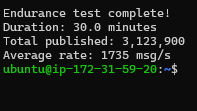 Endurance test complete!
Duration: 30.0 minutes
Total published: 3,123,900
Average rate: 1735 msg/s
ubuntu@ip-172-31-59-20:~$